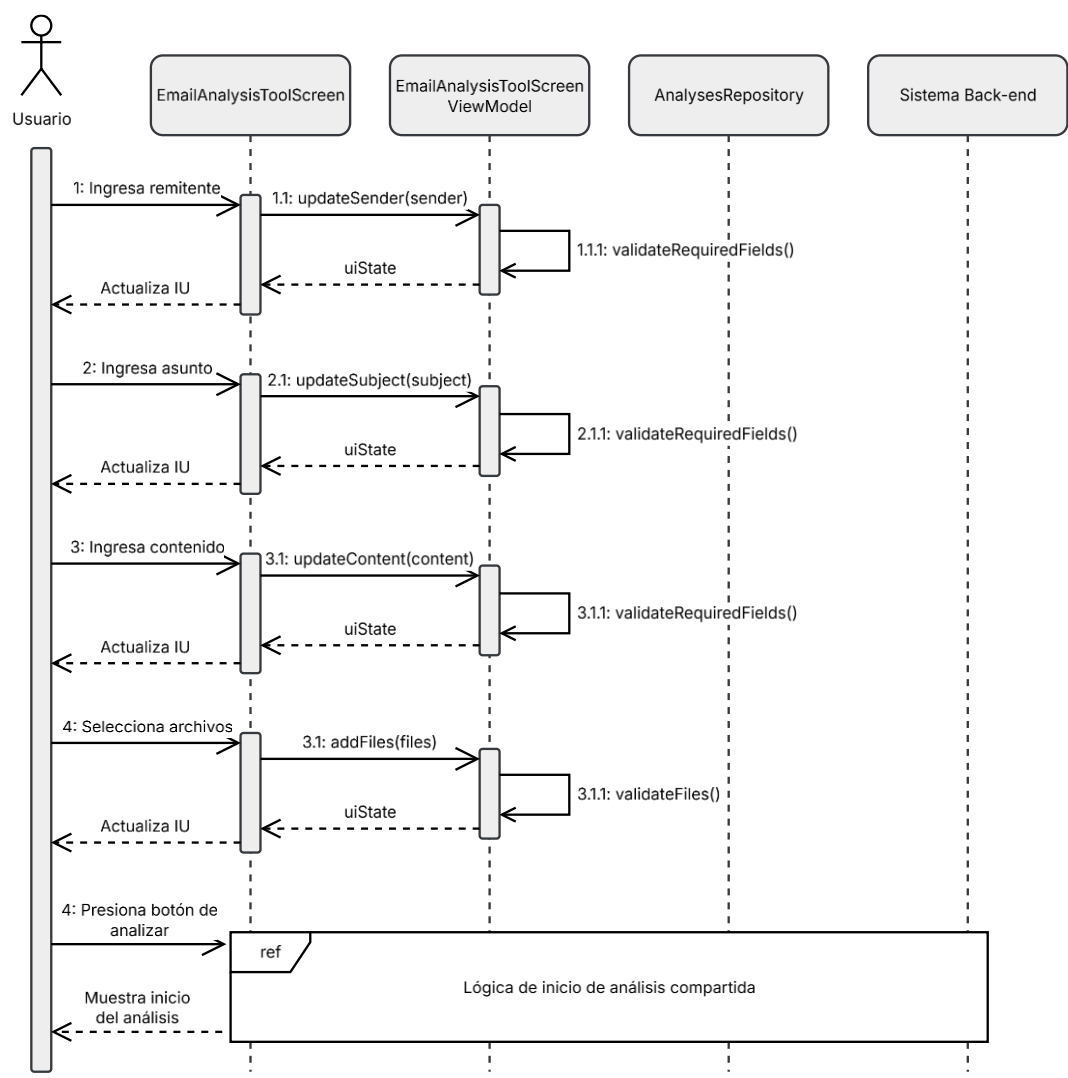 Usuario
EmailAnalysisToolScreen
EmailAnalysisToolScreen
ViewModel
AnalysesRepository
Sistema Back-end
1: Ingresa remitente
1.1: updateSender(sender)
1.1.1: validateRequiredFields()
uiState
Actualiza IU
2: Ingresa asunto
2.1: updateSubject(subject)
2.1.1: validateRequiredFields()
uiState
Actualiza IU
3: Ingresa contenido
3.1: updateContent(content)
3.1.1: validateRequiredFields()
uiState
Actualiza IU
4: Selecciona archivos
3.1: addFiles(files)
3.1.1: validateFiles()
uiState
Actualiza IU
4: Presiona botón de
analizar
ref
Lógica de inicio de análisis compartida
Muestra inicio
del análisis